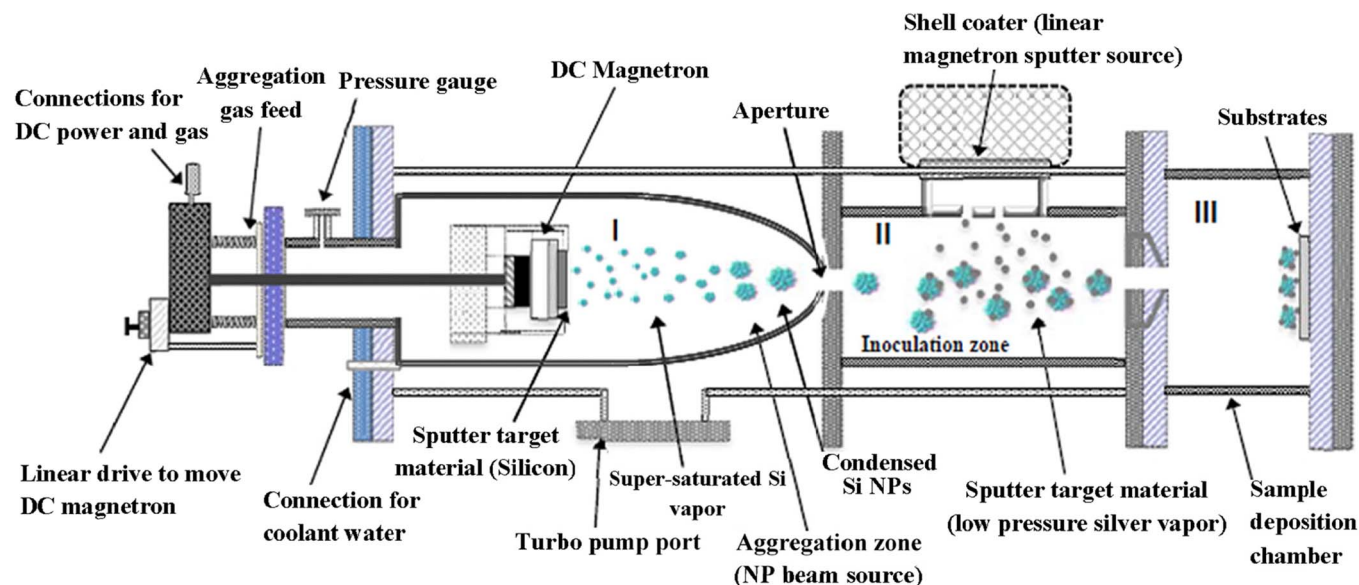 Shell coater (linear
magnetron sputter source)
DC Magnetron
Aggregation
gas feed
Pressure gauge
Connections for
DC power and gas
Aperture
Substrates
I
II
III
Inoculation zone
Sputter target
material (Silicon)
Super-saturated Si
vapor
Condensed
Si NPs
Linear drive to move
DC magnetron
Connection for
coolant water
Turbo pump port
Aggregation zone
(NP beam source)
Sputter target material
(low pressure silver vapor)
Sample
deposition
chamber